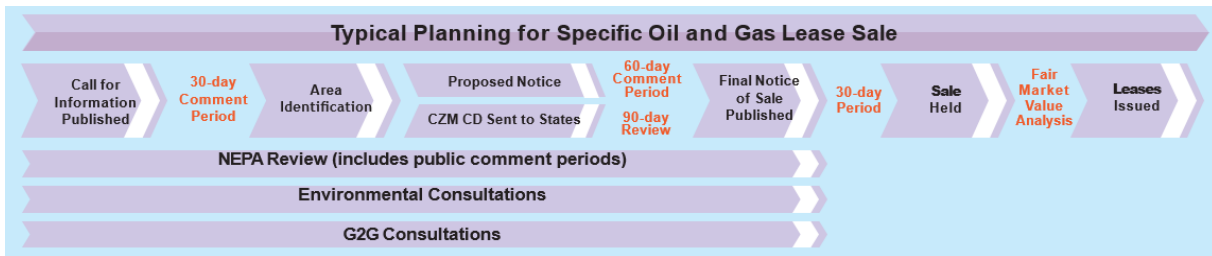 Typical Planning for Specific Oil and Gas Lease Sale
Call for
Information
Published
30-day
Comment
Period
Area
Identification
Proposed Notice
CZM CD Sent to States
60-day
Comment
Period
90-day
Review
Final Notice
of Sale
Published
30-day
Period
Sale
Held
Fair
Market
Value
Analysis
Leases
Issued
NEPA Review (includes public comment periods)
Environmental Consultations
G2G Consultations